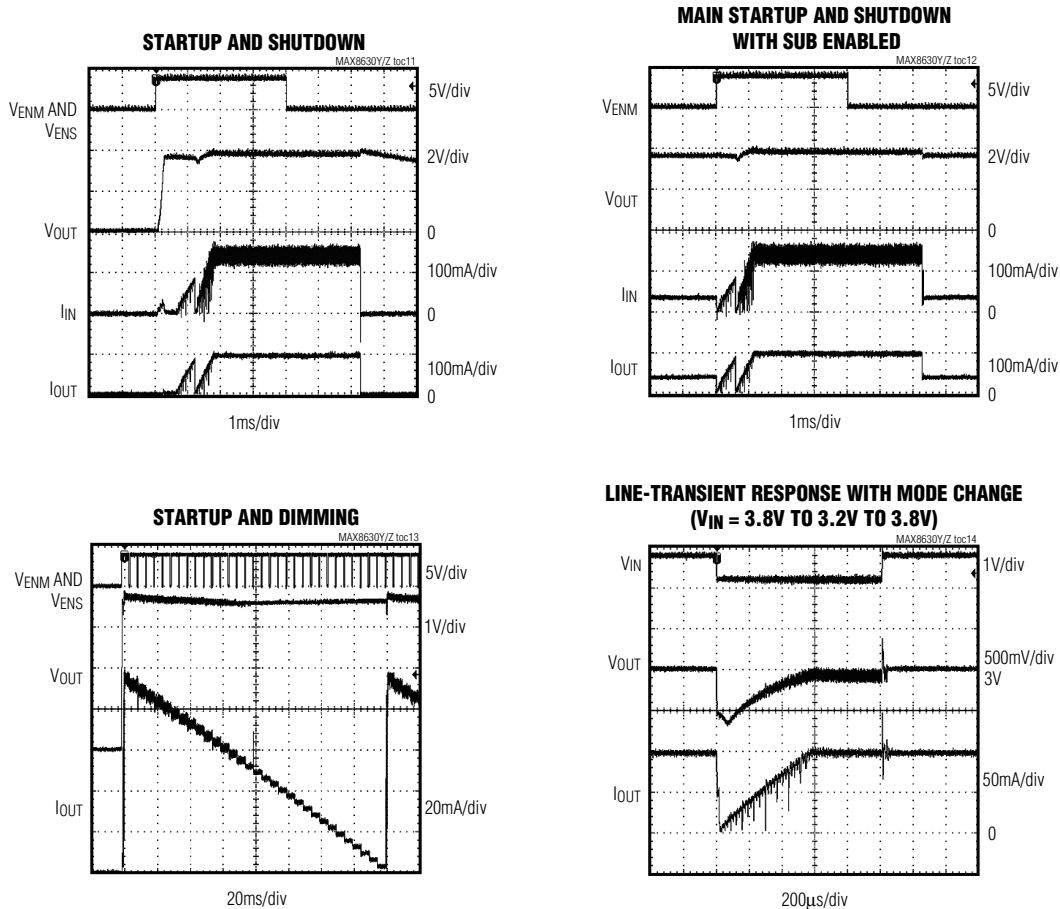 STARTUP AND SHUTDOWN
MAX8630Y/Z toc11
VENM AND
VENS
5V/div
2V/div
VOUT
0
100mA/div
IIN
0
100mA/div
IOUT
0
1ms/div
MAIN STARTUP AND SHUTDOWN
WITH SUB ENABLED
MAX8630Y/Z toc12
VENM
5V/div
2V/div
VOUT
0
100mA/div
IIN
0
100mA/div
IOUT
0
1ms/div
STARTUP AND DIMMING
MAX8630Y/Z toc13
VENM AND
VENS
5V/div
1V/div
VOUT
IOUT
20mA/div
20ms/div
LINE-TRANSIENT RESPONSE WITH MODE CHANGE
(VIN = 3.8V TO 3.2V TO 3.8V)
MAX8630Y/Z toc14
VIN
1V/div
VOUT
500mV/div
3V
50mA/div
IOUT
0
200μs/div